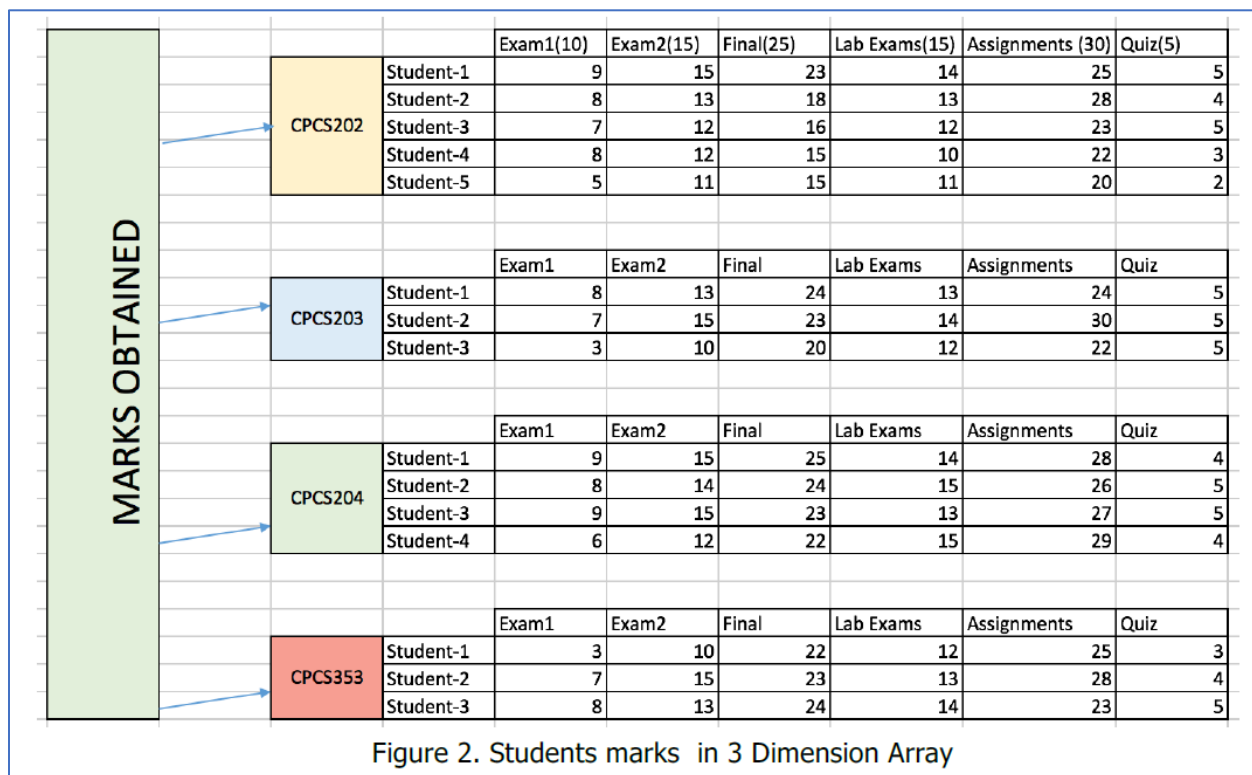 MARKS OBTAINED
Exam1(10) Exam2(15) Final(25) Lab Exams(15) Assignments (30) Quiz(5)
CPCS202
Student-1 9 15 23 14 25 5
Student-2 8 13 18 13 28 4
Student-3 7 12 16 12 23 5
Student-4 8 12 15 10 22 3
Student-5 5 11 15 11 20 2
Exam1 Exam2 Final Lab Exams Assignments Quiz
CPCS203
Student-1 8 13 24 13 24 5
Student-2 7 15 23 14 30 5
Student-3 3 10 20 12 22 5
Exam1 Exam2 Final Lab Exams Assignments Quiz
CPCS204
Student-1 9 15 25 14 28 4
Student-2 8 14 24 15 26 5
Student-3 9 15 23 13 27 5
Student-4 6 12 22 15 29 4
Exam1 Exam2 Final Lab Exams Assignments Quiz
CPCS353
Student-1 3 10 22 12 25 3
Student-2 7 15 23 13 28 4
Student-3 8 13 24 14 23 5
Figure 2. Students marks in 3 Dimension Array